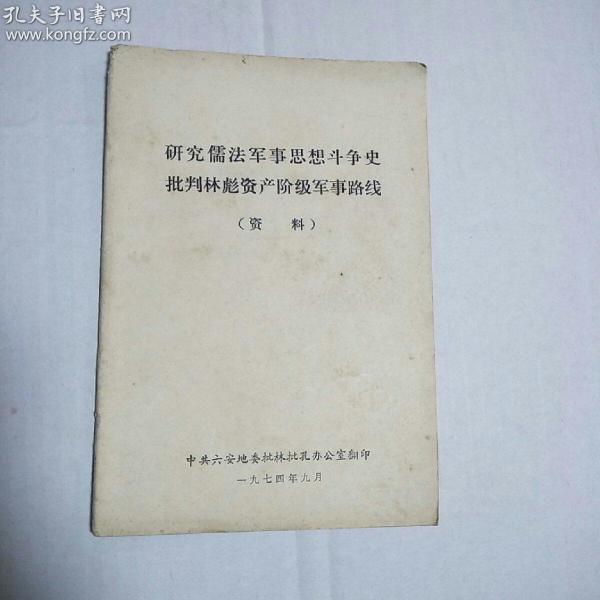 孔夫子旧书网
www.kongfz.com
研究儒法军事思想斗争史
批判林彪资产阶级军事路线
（资 料）
中共六安地委批林批孔办公室翻印
一九七四年九月